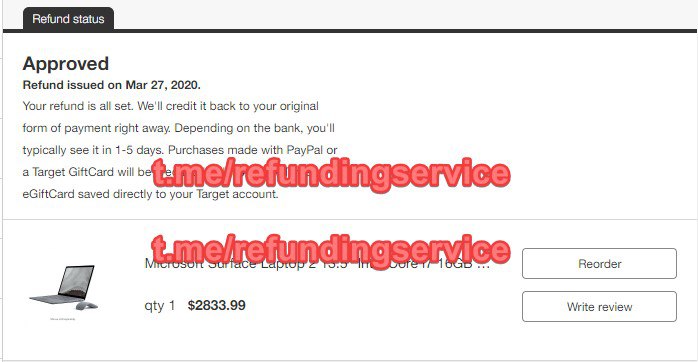 Refund status
Approved
Refund issued on Mar 27, 2020.
Your refund is all set. We'll credit it back to your original
form of payment right away. Depending on the bank, you'll
typically see it in 1-5 days. Purchases made with PayPal or
a Target GiftCard will be
t.me/refundingservice
eGiftCard saved directly to your Target account.
t.me/refundingservice
Microsoft Surface Laptop 2 13.5" Intel Core i7 16GB ...
Reorder
qty 1 $2833.99
Write review